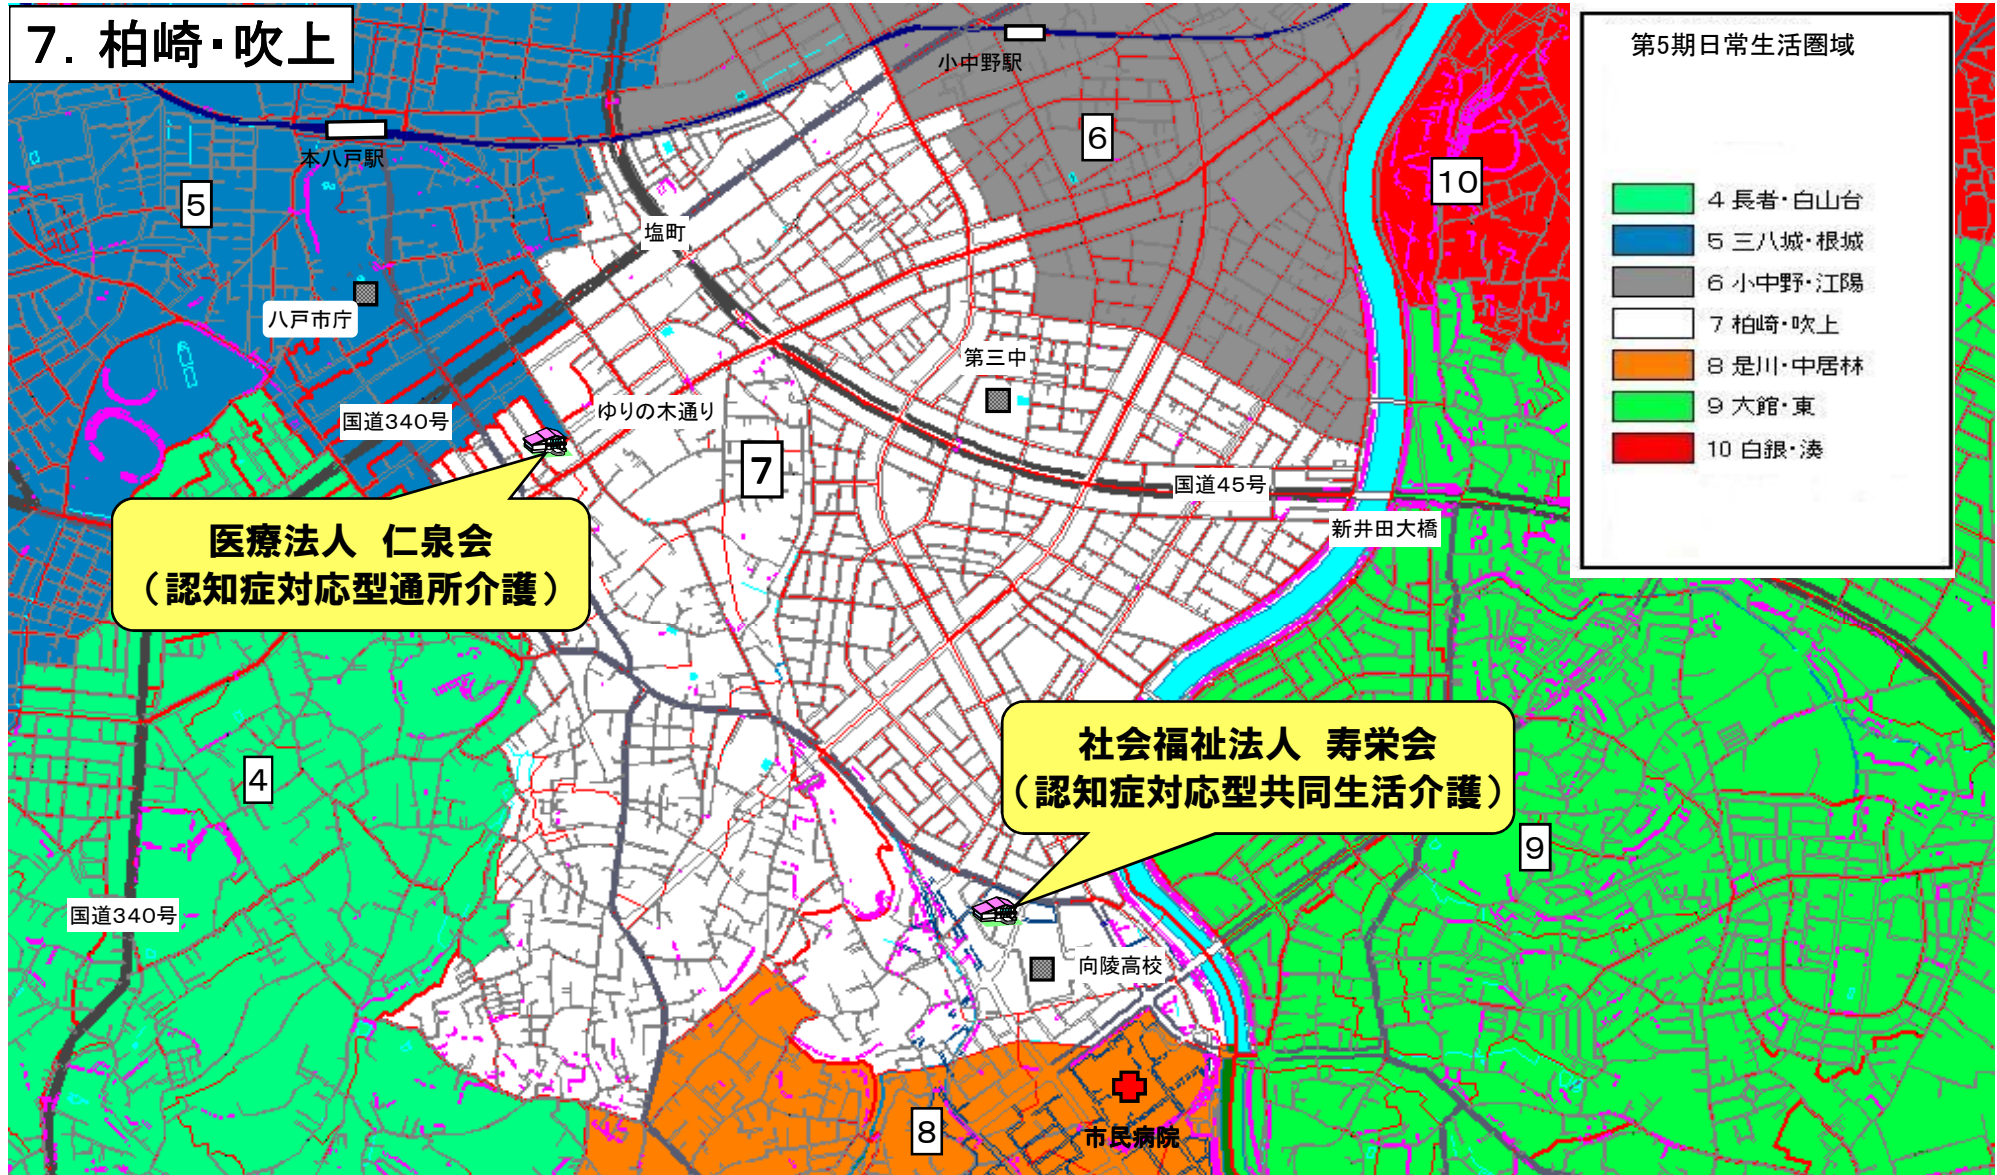 7．柏崎・吹上
小中野駅
本八戸駅
6
10
5
塩町
八戸市庁
第三中
国道340号
ゆりの木通り
7
国道45号
新井田大橋
医療法人　仁泉会
（認知症対応型通所介護）
社会福祉法人　寿栄会
（認知症対応型共同生活介護）
4
9
国道340号
向陵高校
8
市民病院
第5期日常生活圏域
4 長者・白山台
5 三八城・根城
6 小中野・江陽
7 柏崎・吹上
8 是川・中居林
9 大館・東
10 白銀・湊